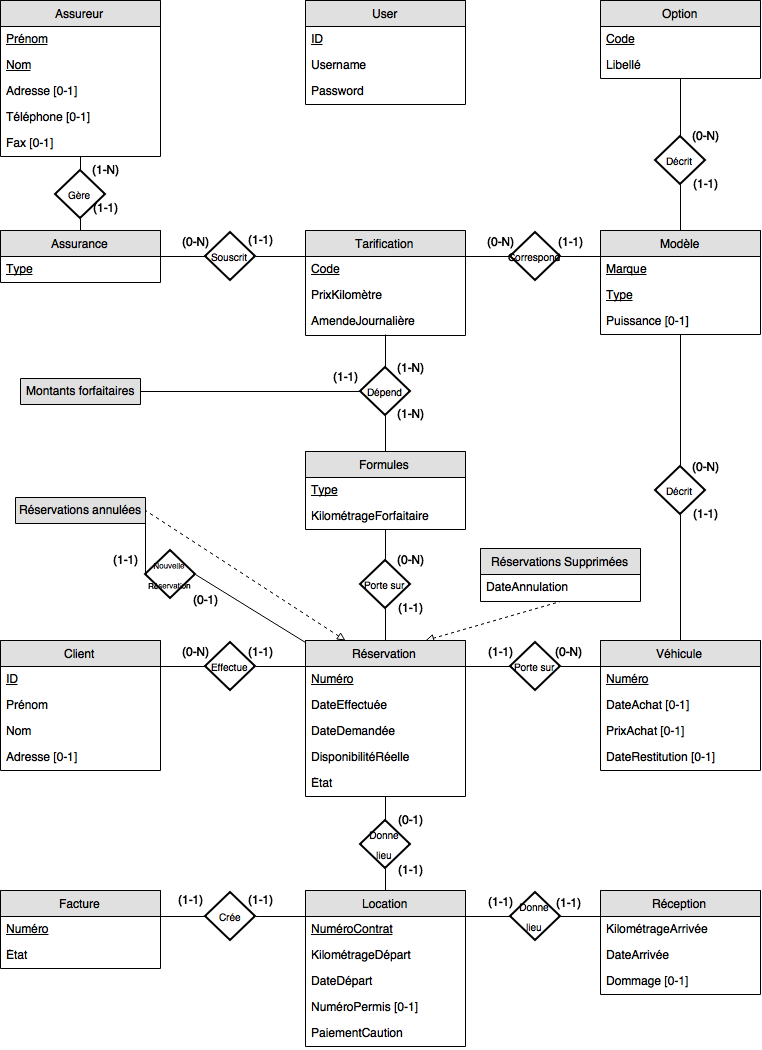 Assureur
Prénom
Nom
Adresse [0-1]
Téléphone [0-1]
Fax [0-1]
User
ID
Username
Password
Option
Code
Libellé
(1-N)
Gère
(1-1)
(0-N)
Décrit
(1-1)
Assurance
Type
(0-N)
Souscrit
(1-1)
Tarification
Code
PrixKilomètre
AmendeJournalière
(0-N)
Correspond
(1-1)
Modèle
Marque
Type
Puissance [0-1]
Montants forfaitaires
(1-1)
(1-N)
Dépend
(1-N)
Formules
Type
KilométrageForfaitaire
(0-N)
Décrit
(1-1)
Réservations annulées
(1-1)
Nouvelle
Réservation
(0-1)
(0-N)
Porte sur
(1-1)
Réservations Supprimées
DateAnnulation
Client
ID
Prénom
Nom
Adresse [0-1]
(0-N)
Effectue
(1-1)
Réservation
Numéro
DateEffectuée
DateDemandée
DisponibilitéRéelle
État
(1-1)
Porte sur
(0-N)
Véhicule
Numéro
DateAchat [0-1]
PrixAchat [0-1]
DateRestitution [0-1]
(0-1)
Donne
lieu
(1-1)
Facture
Numéro
État
(1-1)
Crée
(1-1)
Location
NuméroContrat
KilométrageDépart
DateDépart
NuméroPermis [0-1]
PaiementCaution
(1-1)
Donne
lieu
(1-1)
Réception
KilométrageArrivée
DateArrivée
Dommage [0-1]